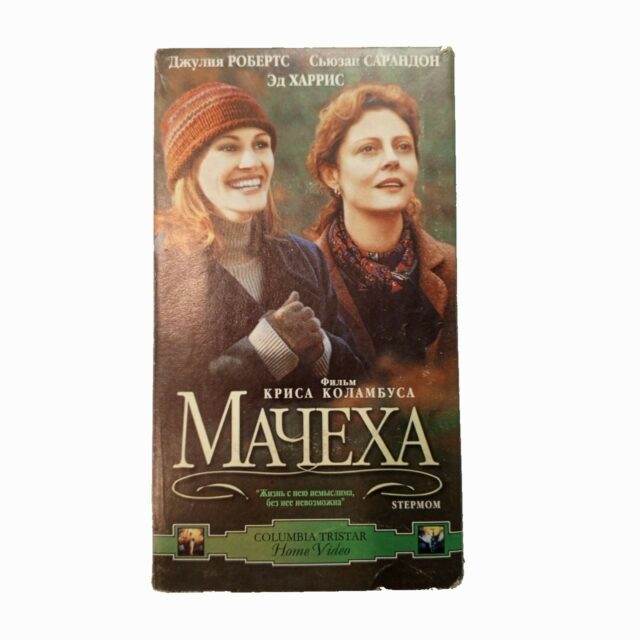 Джулия РОБЕРТС Сьюзан САРАНДОН
Эд ХАРРИС
Фильм
КРИСА КОЛАМБУСА
МАЧЕХА
"Жизнь с нею немыслима,
без нее невозможна"
STEPMOM
COLUMBIA TRISTAR
Home Video